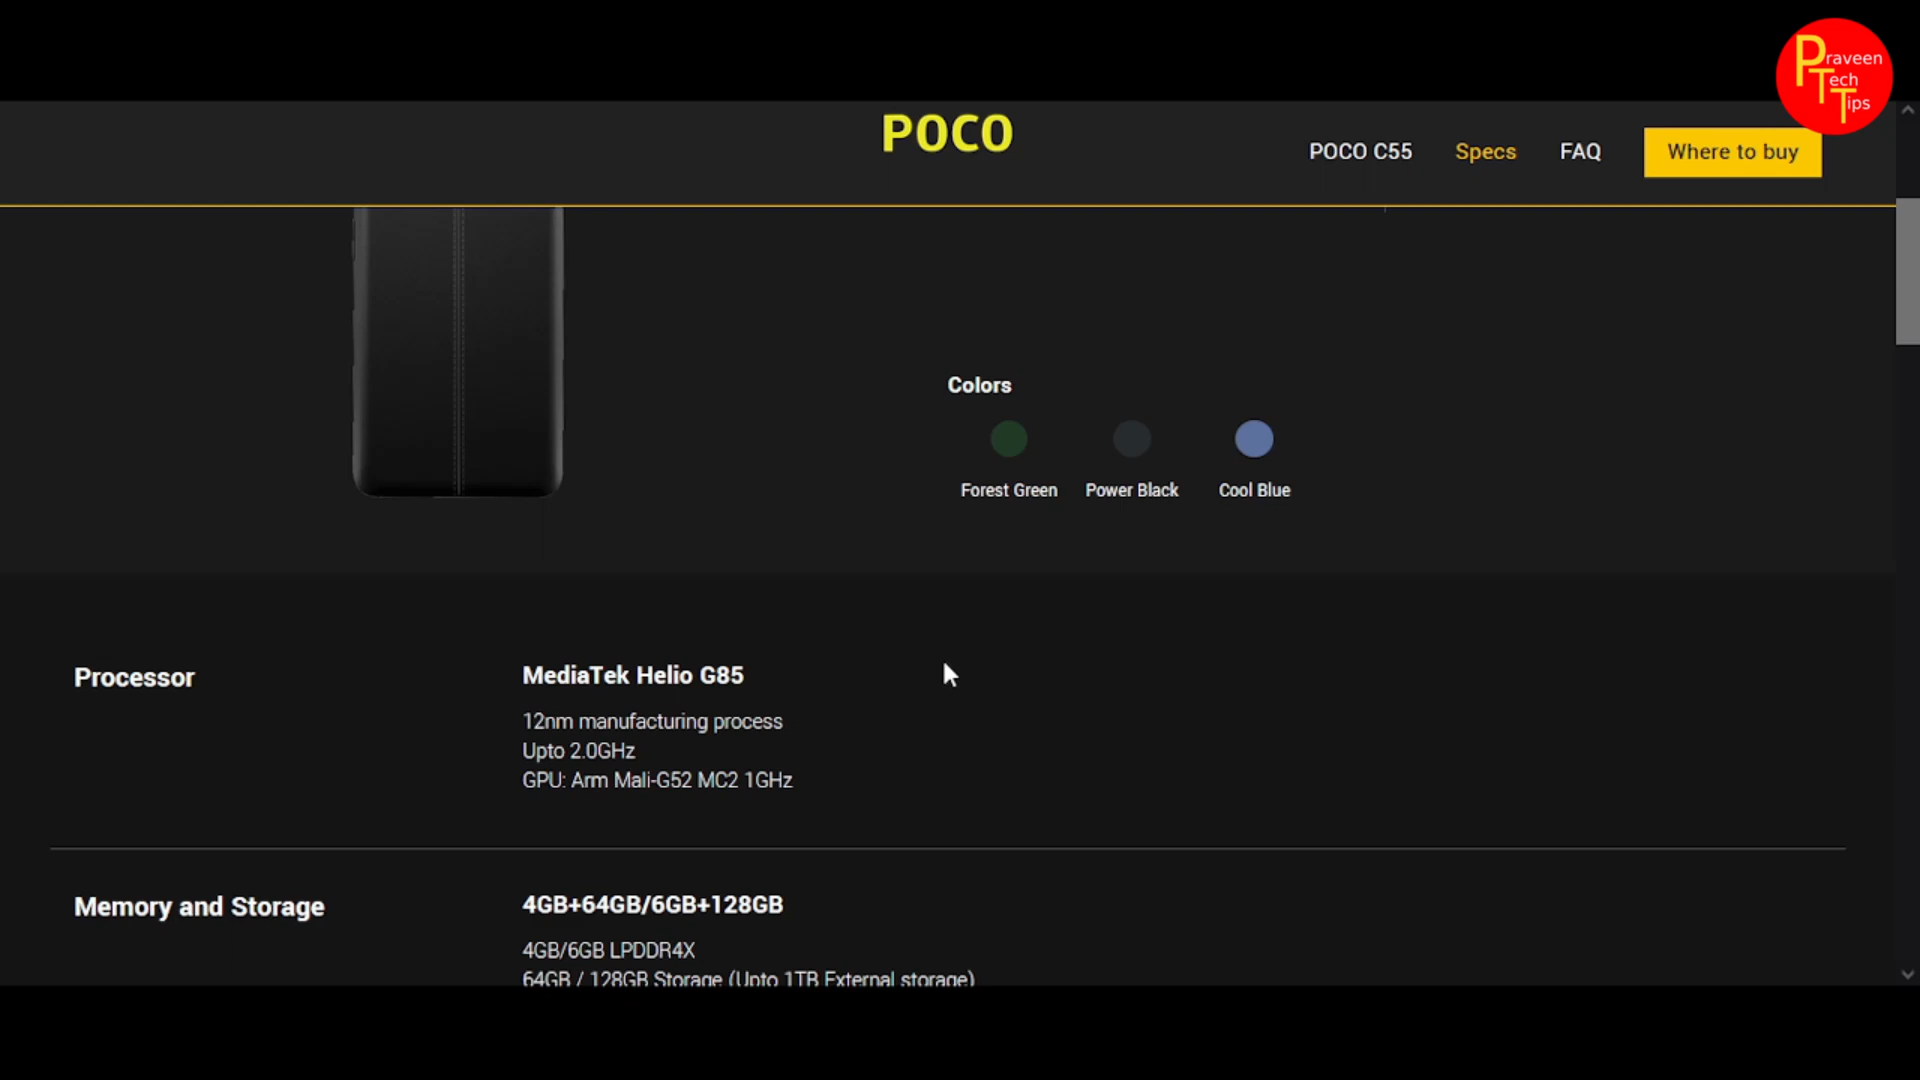 Praveen
Tech
Tips
POCO
POCO C55 Specs FAQ Where to buy
Colors
Forest Green Power Black Cool Blue
Processor
MediaTek Helio G85
12nm manufacturing process
Upto 2.0GHz
GPU: Arm Mali-G52 MC2 1GHz
Memory and Storage
4GB+64GB/6GB+128GB
4GB/6GB LPDDR4X
64GB / 128GB Storage (Upto 1TB External storage)